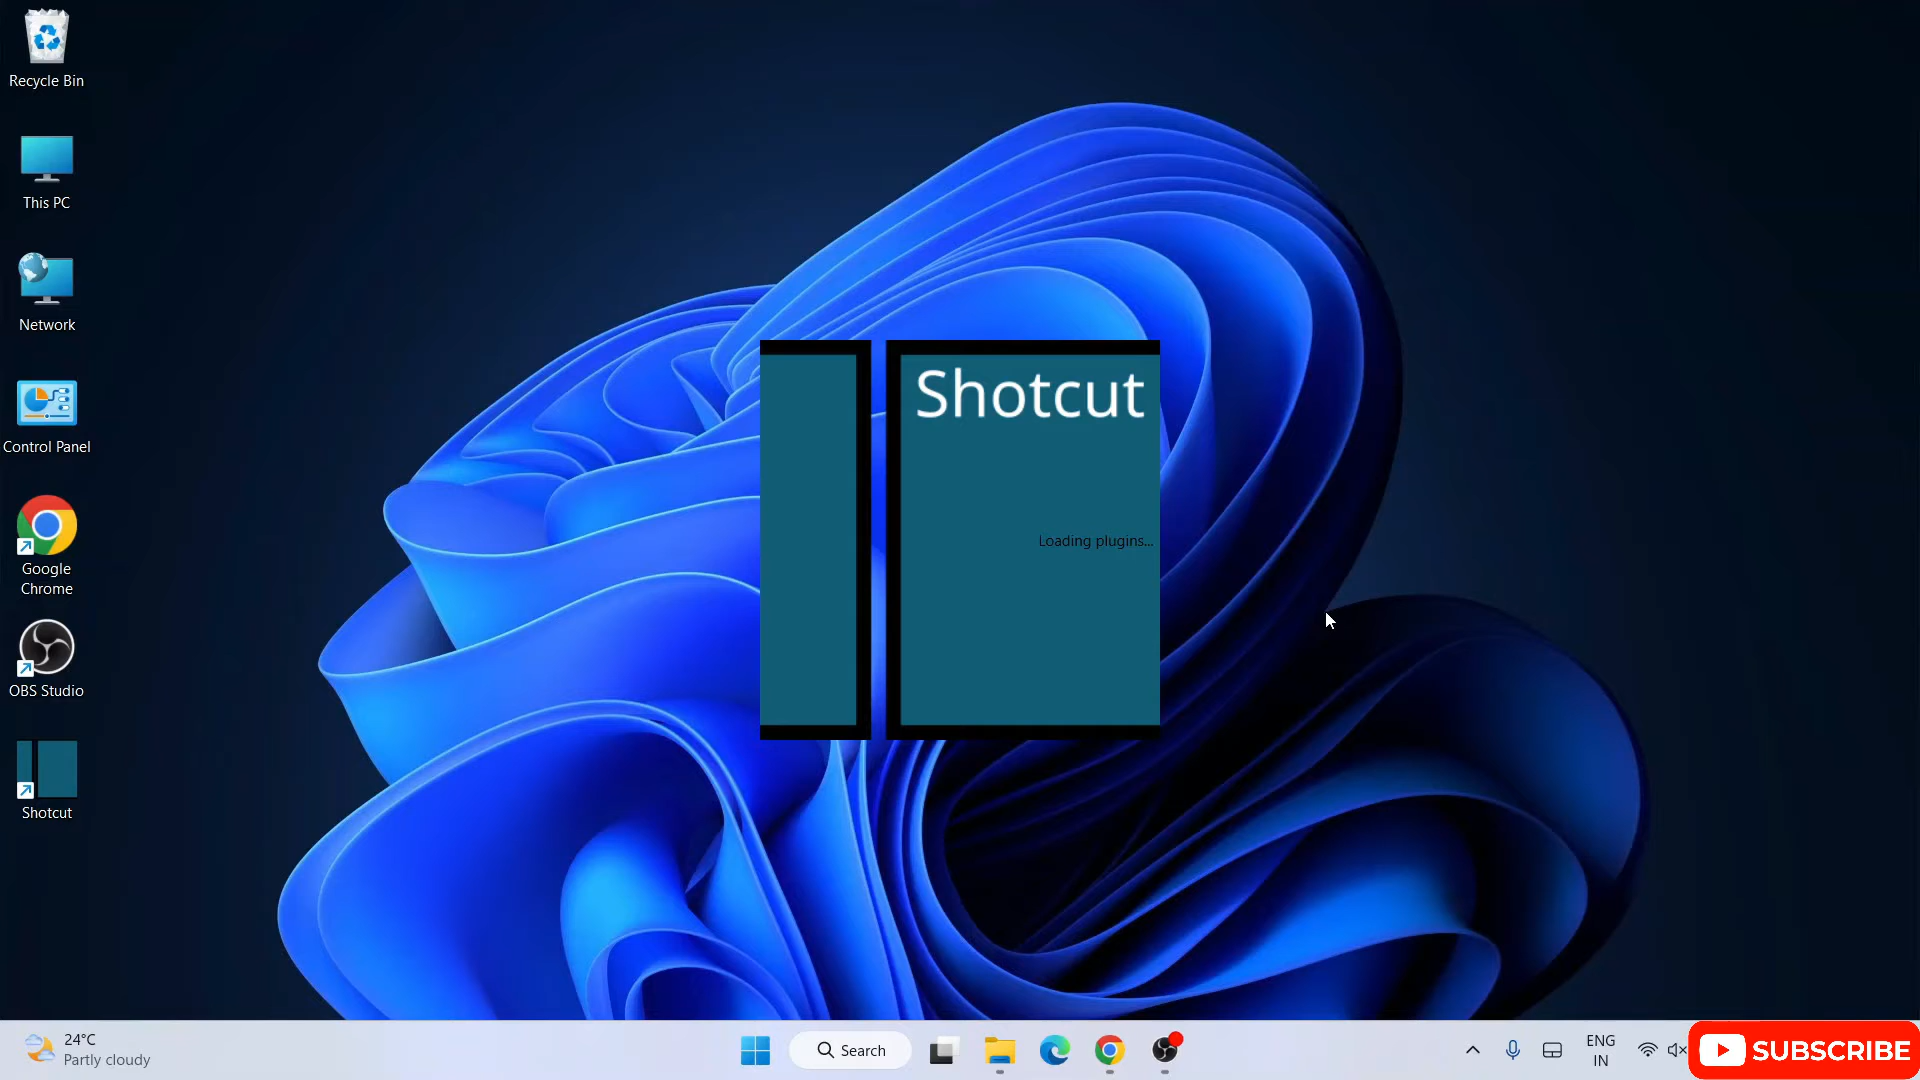 Recycle Bin
This PC
Network
Control Panel
Google
Chrome
OBS Studio
Shotcut
Shotcut
Loading plugins...
24°C
Partly cloudy
Search
ENG
IN
SUBSCRIBE